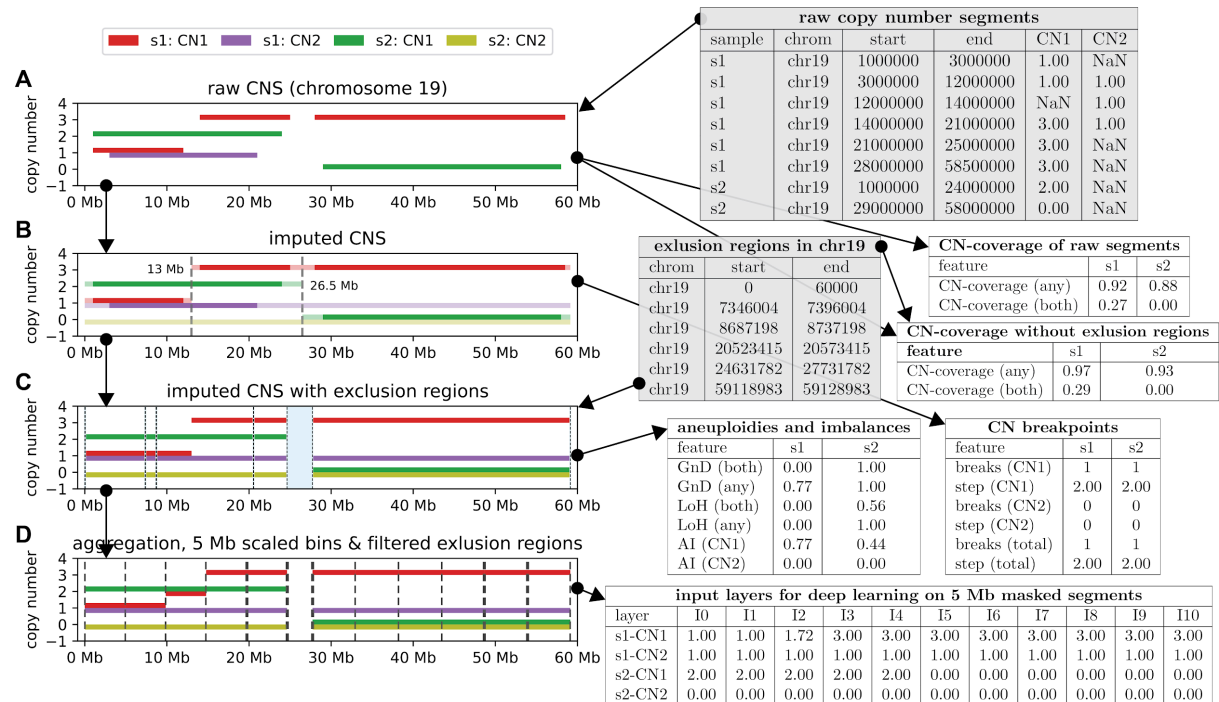 s1: CN1 s1: CN2 s2: CN1 s2: CN2
A
raw CNS (chromosome 19)
copy number
4
3
2
1
0
−1
0 Mb 10 Mb 20 Mb 30 Mb 40 Mb 50 Mb 60 Mb
B
imputed CNS
copy number
4
3
2
1
0
−1
13 Mb
26.5 Mb
0 Mb 10 Mb 20 Mb 30 Mb 40 Mb 50 Mb 60 Mb
C
imputed CNS with exclusion regions
copy number
4
3
2
1
0
−1
0 Mb 10 Mb 20 Mb 30 Mb 40 Mb 50 Mb 60 Mb
D
aggregation, 5 Mb scaled bins & filtered exlusion regions
copy number
4
3
2
1
0
−1
0 Mb 10 Mb 20 Mb 30 Mb 40 Mb 50 Mb 60 Mb
raw copy number segments
sample chrom start end CN1 CN2
s1 chr19 1000000 3000000 1.00 NaN
s1 chr19 3000000 12000000 1.00 1.00
s1 chr19 12000000 14000000 NaN 1.00
s1 chr19 14000000 21000000 3.00 1.00
s1 chr19 21000000 25000000 3.00 NaN
s1 chr19 28000000 58500000 3.00 NaN
s2 chr19 1000000 24000000 2.00 NaN
s2 chr19 29000000 58000000 0.00 NaN
exlusion regions in chr19
chrom start end
chr19 0 60000
chr19 7346004 7396004
chr19 8687198 8737198
chr19 20523415 20573415
chr19 24631782 27731782
chr19 59118983 59128983
CN-coverage of raw segments
feature s1 s2
CN-coverage (any) 0.92 0.88
CN-coverage (both) 0.27 0.00
CN-coverage without exlusion regions
feature s1 s2
CN-coverage (any) 0.97 0.93
CN-coverage (both) 0.29 0.00
aneuploidies and imbalances
feature s1 s2
GnD (both) 0.00 1.00
GnD (any) 0.77 1.00
LoH (both) 0.00 0.56
LoH (any) 0.00 1.00
AI (CN1) 0.77 0.44
AI (CN2) 0.00 0.00
CN breakpoints
feature s1 s2
breaks (CN1) 1 1
step (CN1) 2.00 2.00
breaks (CN2) 0 0
step (CN2) 0 0
breaks (total) 1 1
step (total) 2.00 2.00
input layers for deep learning on 5 Mb masked segments
layer I0 I1 I2 I3 I4 I5 I6 I7 I8 I9 I10
s1-CN1 1.00 1.00 1.72 3.00 3.00 3.00 3.00 3.00 3.00 3.00 3.00
s1-CN2 1.00 1.00 1.00 1.00 1.00 1.00 1.00 1.00 1.00 1.00 1.00
s2-CN1 2.00 2.00 2.00 2.00 2.00 0.00 0.00 0.00 0.00 0.00 0.00
s2-CN2 0.00 0.00 0.00 0.00 0.00 0.00 0.00 0.00 0.00 0.00 0.00